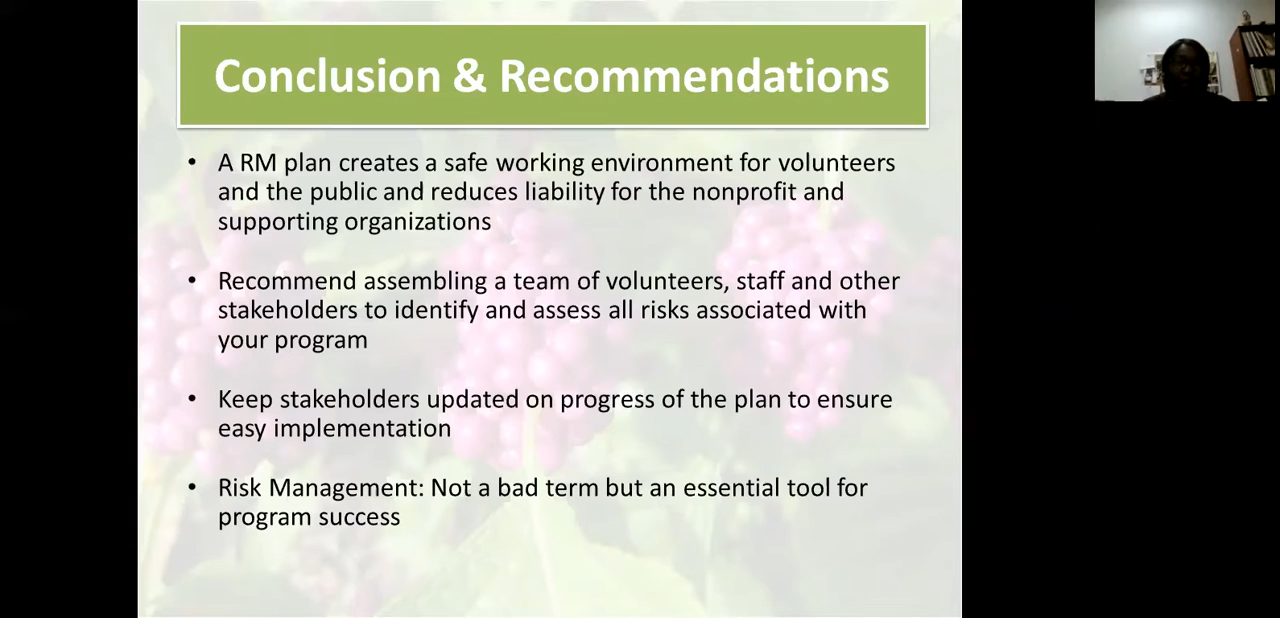 Conclusion & Recommendations
• A RM plan creates a safe working environment for volunteers
and the public and reduces liability for the nonprofit and
supporting organizations
• Recommend assembling a team of volunteers, staff and other
stakeholders to identify and assess all risks associated with
your program
• Keep stakeholders updated on progress of the plan to ensure
easy implementation
• Risk Management: Not a bad term but an essential tool for
program success